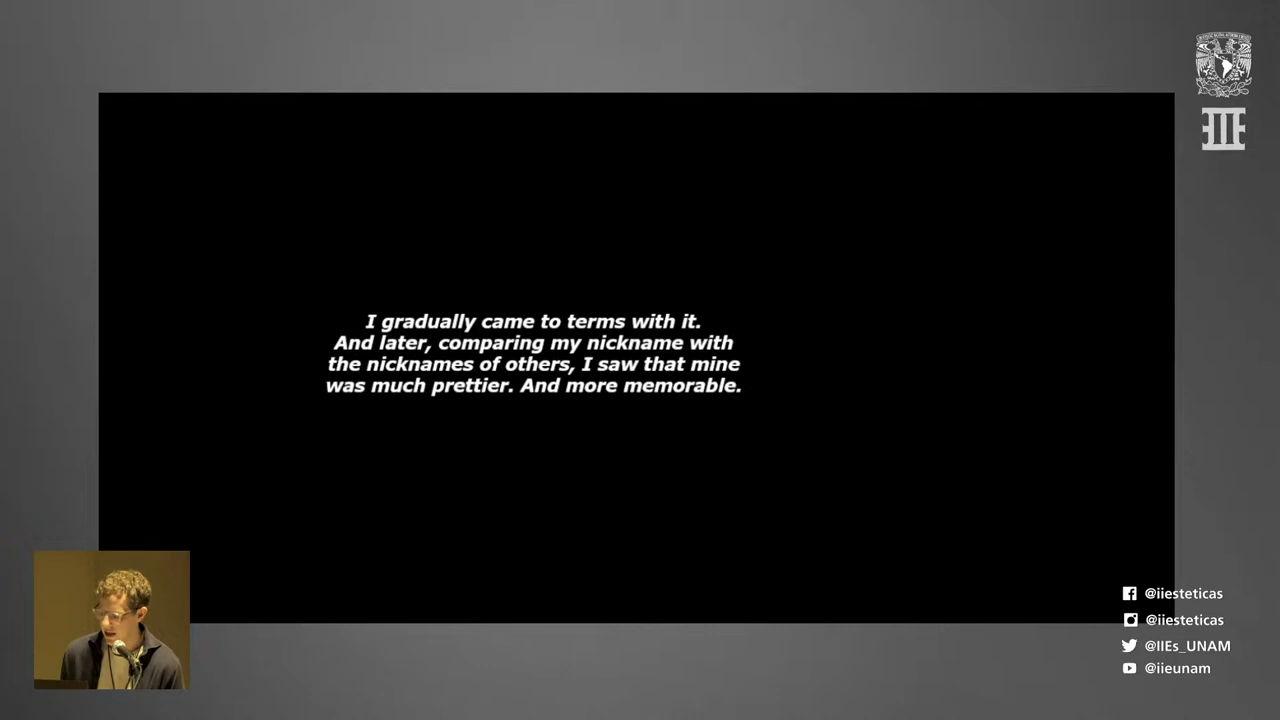 I gradually came to terms with it.
And later, comparing my nickname with
the nicknames of others, I saw that mine
was much prettier. And more memorable.
@iiesteticas
@iiesteticas
@IIEs_UNAM
@iieunam